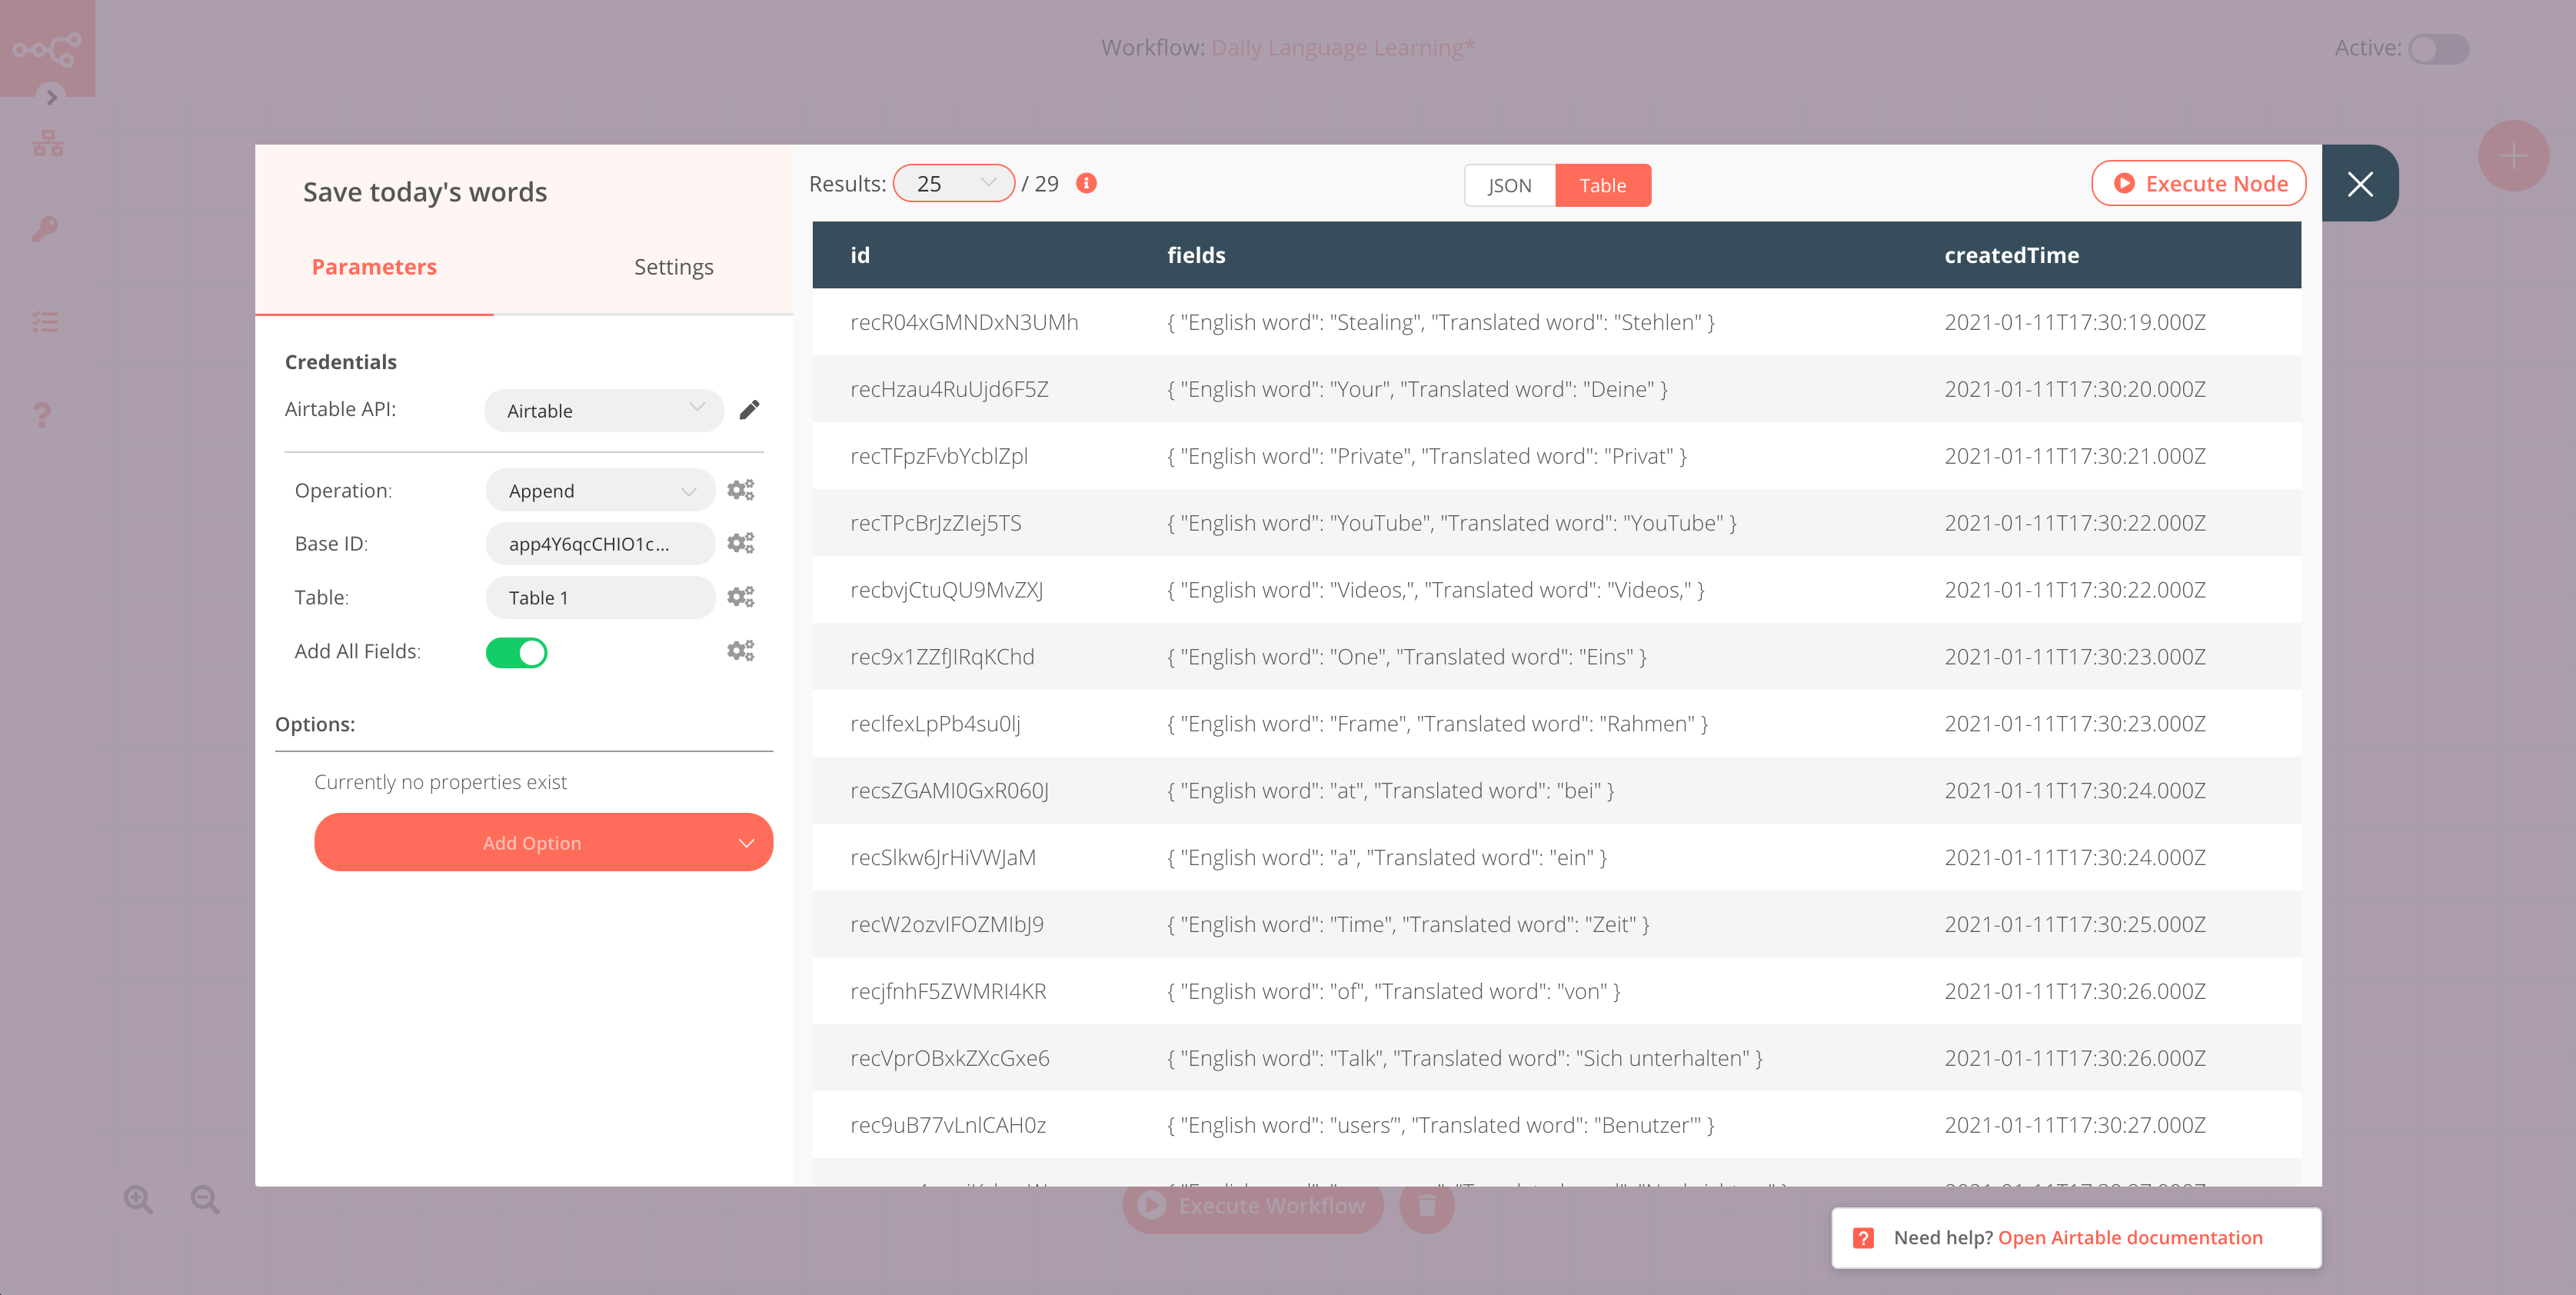 Workflow: Daily Language Learning*
Active:
Save today's words
Parameters
Settings
Credentials
Airtable API:
Airtable
Operation:
Append
Base ID:
app4Y6qcCHIO1c...
Table:
Table 1
Add All Fields:
Options:
Currently no properties exist
Add Option
Results: 25 / 29
JSON
Table
Execute Node
id fields createdTime
recR04xGMNDxN3UMh { "English word": "Stealing", "Translated word": "Stehlen" } 2021-01-11T17:30:19.000Z
recHzau4RuUjd6F5Z { "English word": "Your", "Translated word": "Deine" } 2021-01-11T17:30:20.000Z
recTFpzFvbYcblZpl { "English word": "Private", "Translated word": "Privat" } 2021-01-11T17:30:21.000Z
recTPcBrJzZIej5TS { "English word": "YouTube", "Translated word": "YouTube" } 2021-01-11T17:30:22.000Z
recbvjCtuQU9MvZXJ { "English word": "Videos,", "Translated word": "Videos," } 2021-01-11T17:30:22.000Z
rec9x1ZZfJIRqKChd { "English word": "One", "Translated word": "Eins" } 2021-01-11T17:30:23.000Z
reclfexLpPb4su0lj { "English word": "Frame", "Translated word": "Rahmen" } 2021-01-11T17:30:23.000Z
recsZGAMI0GxR060J { "English word": "at", "Translated word": "bei" } 2021-01-11T17:30:24.000Z
recSlkw6JrHiVWJaM { "English word": "a", "Translated word": "ein" } 2021-01-11T17:30:24.000Z
recW2ozvIFOZMIbJ9 { "English word": "Time", "Translated word": "Zeit" } 2021-01-11T17:30:25.000Z
recjfnhF5ZWMRI4KR { "English word": "of", "Translated word": "von" } 2021-01-11T17:30:26.000Z
recVprOBxkZXcGxe6 { "English word": "Talk", "Translated word": "Sich unterhalten" } 2021-01-11T17:30:26.000Z
rec9uB77vLnlCAH0z { "English word": "users’", "Translated word": "Benutzer'" } 2021-01-11T17:30:27.000Z
Execute Workflow
Need help? Open Airtable documentation